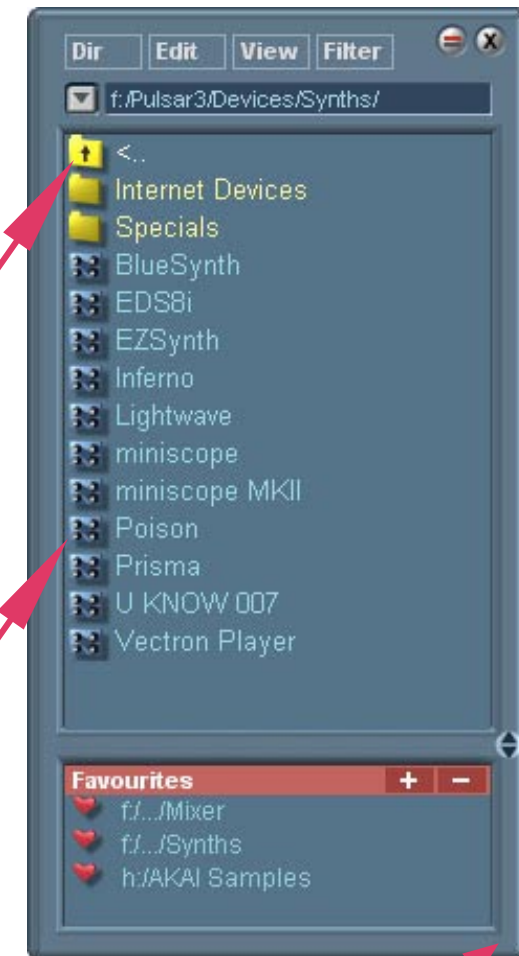 Dir Edit View Filter x
f:/Pulsar3/Devices/Synths/
<..
Internet Devices
Specials
BlueSynth
EDS8i
EZSynth
Inferno
Lightwave
miniscope
miniscope MKII
Poison
Prisma
U KNOW 007
Vectron Player
Favourites + -
f:/.../Mixer
f:/.../Synths
h:/AKAI Samples